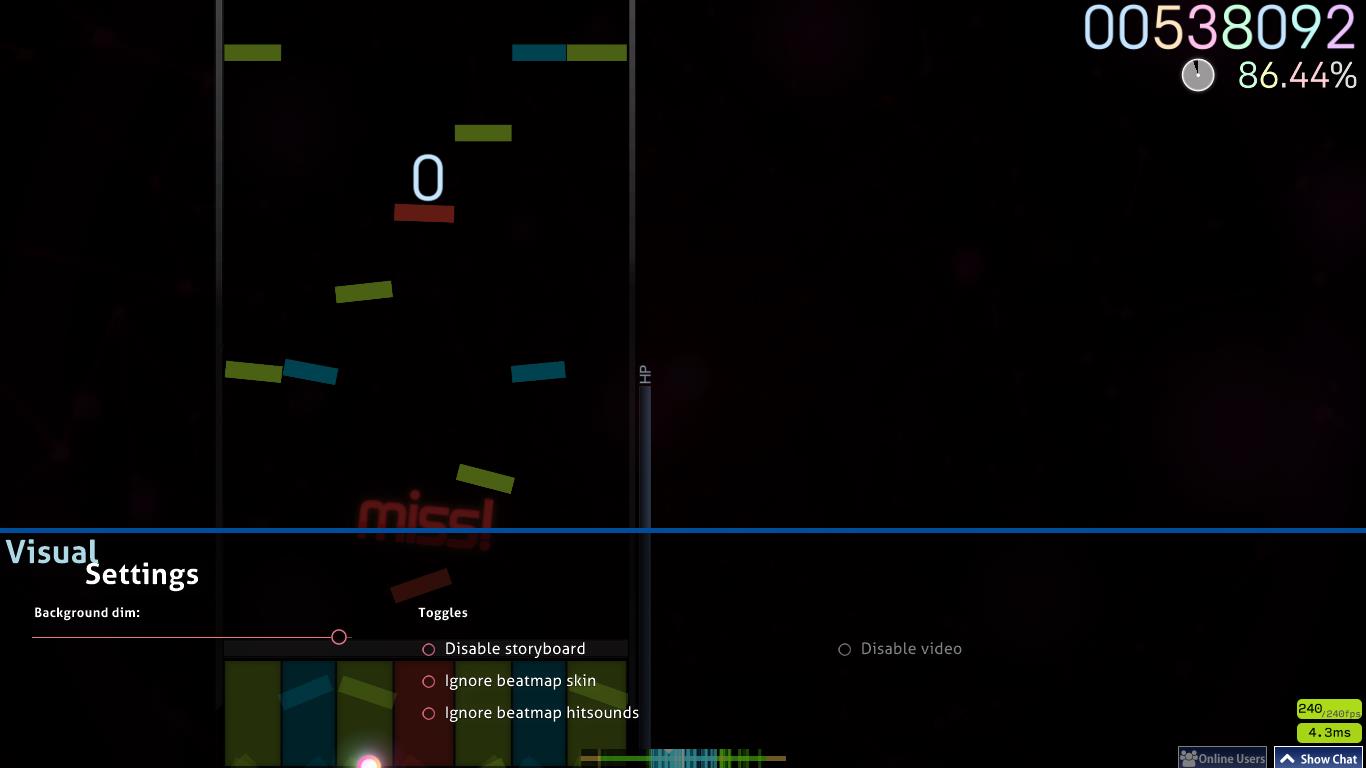 00538092
86.44%
0
HP
miss!
Visual
Settings
Background dim:
Toggles
Disable storyboard
Disable video
Ignore beatmap skin
Ignore beatmap hitsounds
240/240fps
4.3ms
Online Users
Show Chat